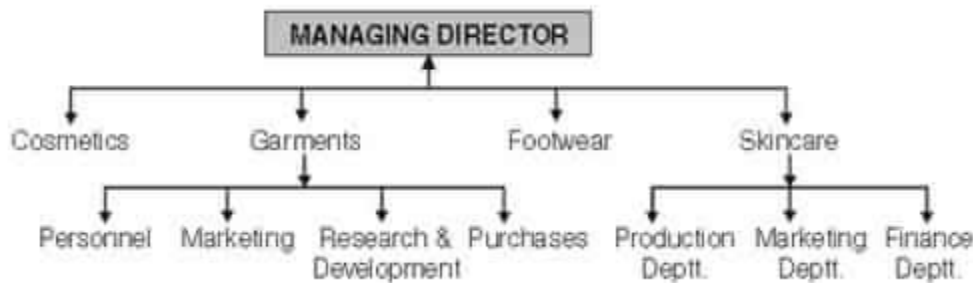 MANAGING DIRECTOR
Cosmetics Garments Footwear Skincare
Personnel Marketing Research & Purchases Production Marketing Finance
Development Deptt. Deptt. Deptt.